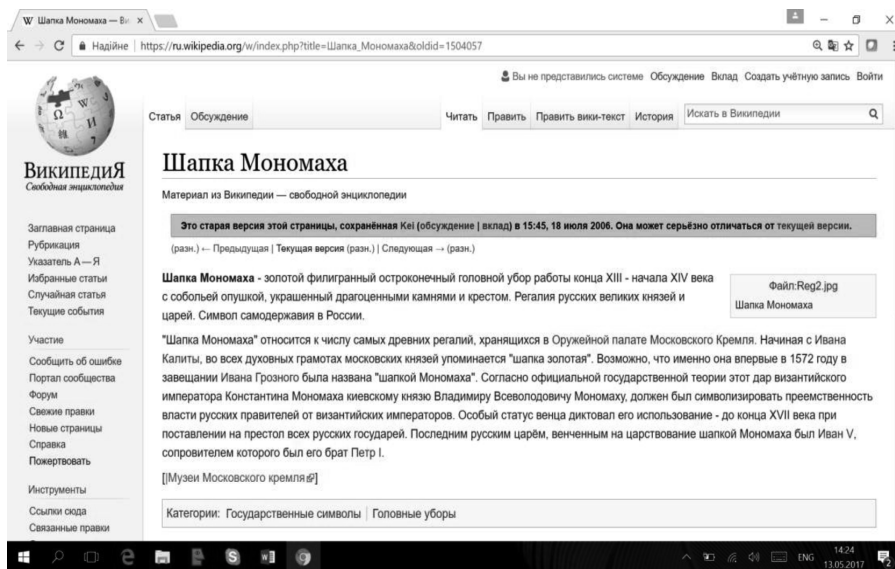 Шапка Мономаха — Ви
Надійне
https://ru.wikipedia.org/w/index.php?title=Шапка_Мономаха&oldid=1504057
Вы не представились системе Обсуждение Вклад Создать учётную запись Войти
Статья Обсуждение Читать Править Править вики-текст История Искать в Википедии
ВикипедиЯ
Свободная энциклопедия
Заглавная страница
Рубрикация
Указатель А — Я
Избранные статьи
Случайная статья
Текущие события
Участие
Сообщить об ошибке
Портал сообщества
Форум
Свежие правки
Новые страницы
Справка
Пожертвовать
Инструменты
Ссылки сюда
Связанные правки
Шапка Мономаха
Материал из Википедии — свободной энциклопедии
Это старая версия этой страницы, сохранённая Kei (обсуждение | вклад) в 15:45, 18 июля 2006. Она может серьёзно отличаться от текущей версии.
(разн.) ← Предыдущая | Текущая версия (разн.) | Следующая → (разн.)
Шапка Мономаха - золотой филигранный остроконечный головной убор работы конца XIII - начала XIV века
с собольей опушкой, украшенный драгоценными камнями и крестом. Регалия русских великих князей и
царей. Символ самодержавия в России.
Файл:Reg2.jpg
Шапка Мономаха
"Шапка Мономаха" относится к числу самых древних регалий, хранящихся в Оружейной палате Московского Кремля. Начиная с Ивана
Калиты, во всех духовных грамотах московских князей упоминается "шапка золотая". Возможно, что именно она впервые в 1572 году в
завещании Ивана Грозного была названа "шапкой Мономаха". Согласно официальной государственной теории этот дар византийского
императора Константина Мономаха киевскому князю Владимиру Всеволодовичу Мономаху, должен был символизировать преемственность
власти русских правителей от византийских императоров. Особый статус венца диктовал его использование - до конца XVII века при
поставлении на престол всех русских государей. Последним русским царём, венченным на царствование шапкой Мономаха был Иван V,
соправителем которого был его брат Петр I.
[|Музеи Московского кремля]
Категории: Государственные символы | Головные уборы
ENG
14:24
13.05.2017